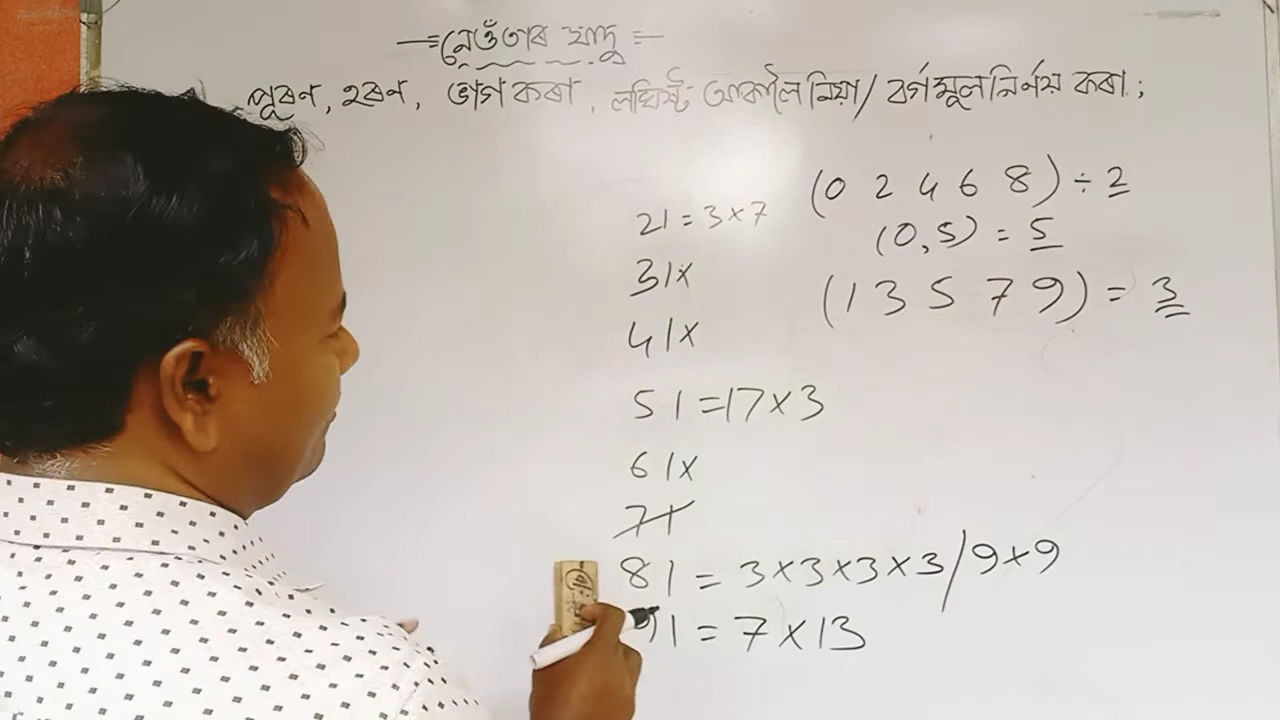 নেওঁতাৰ যাদু
পূৰণ, হৰণ, ভাগ কৰা, লঘিষ্ঠ আকাৰলৈ নিয়া / বৰ্গমূল নিৰ্ণয় কৰা;
(0 2 4 6 8) ÷ 2
21 = 3 × 7
(0, 5) = 5
31 ×
(1 3 5 7 9) = 3
41 ×
51 = 17 × 3
61 ×
71
81 = 3 × 3 × 3 × 3 / 9 × 9
91 = 7 × 13